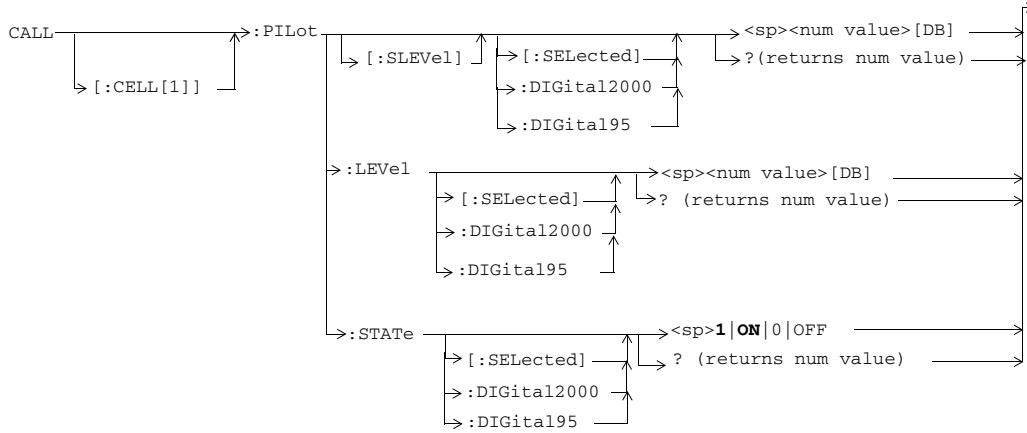 CALL :PILot <sp><num value>[DB]
[:SLEVel] [:SELected] ?(returns num value)
[:CELL[1]] :DIGital2000
:DIGital95
:LEVel <sp><num value>[DB]
[:SELected] ? (returns num value)
:DIGital2000
:DIGital95
:STATe <sp>1|ON|0|OFF
[:SELected] ? (returns num value)
:DIGital2000
:DIGital95